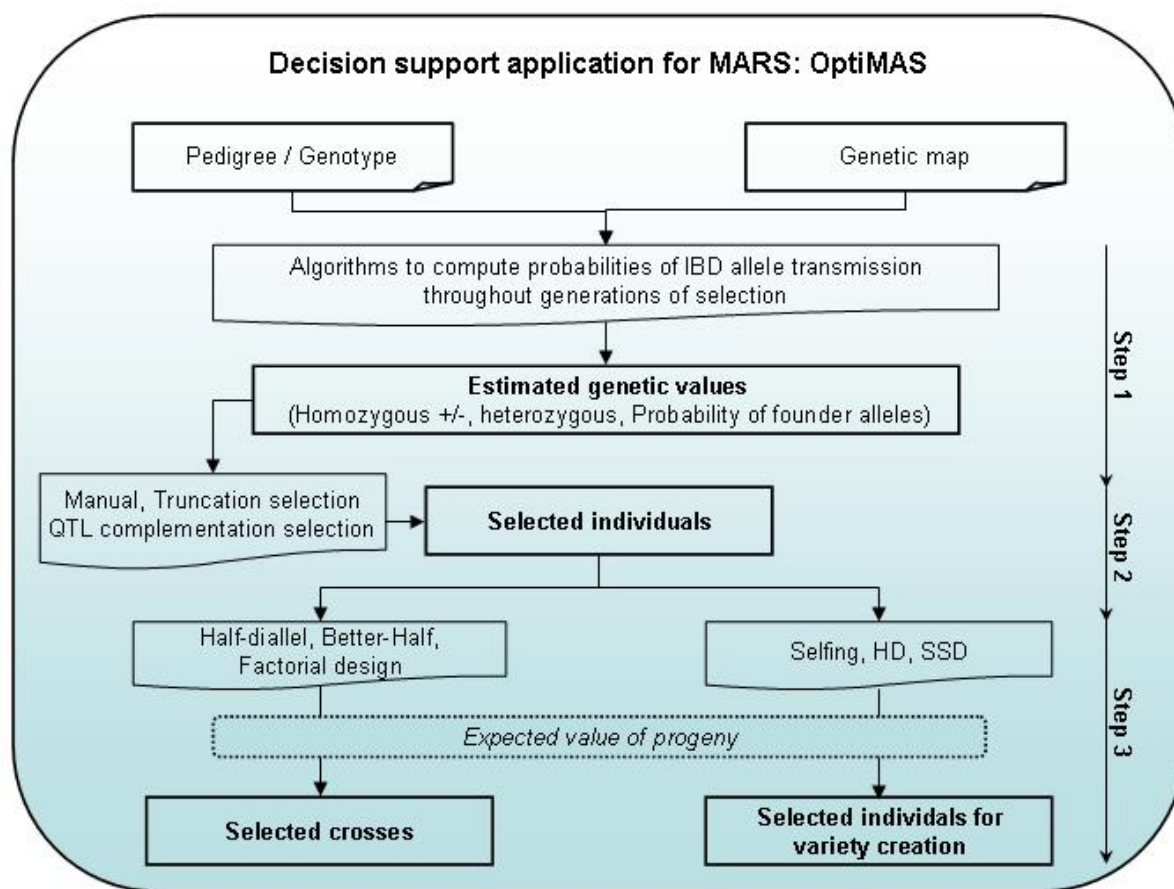 Decision support application for MARS: OptiMAS
Pedigree / Genotype
Genetic map
Algorithms to compute probabilities of IBD allele transmission
throughout generations of selection
Step 1
Estimated genetic values
(Homozygous +/-, heterozygous, Probability of founder alleles)
Manual, Truncation selection
QTL complementation selection
Selected individuals
Step 2
Half-diallel, Better-Half,
Factorial design
Selfing, HD, SSD
Step 3
Expected value of progeny
Selected crosses
Selected individals for
variety creation